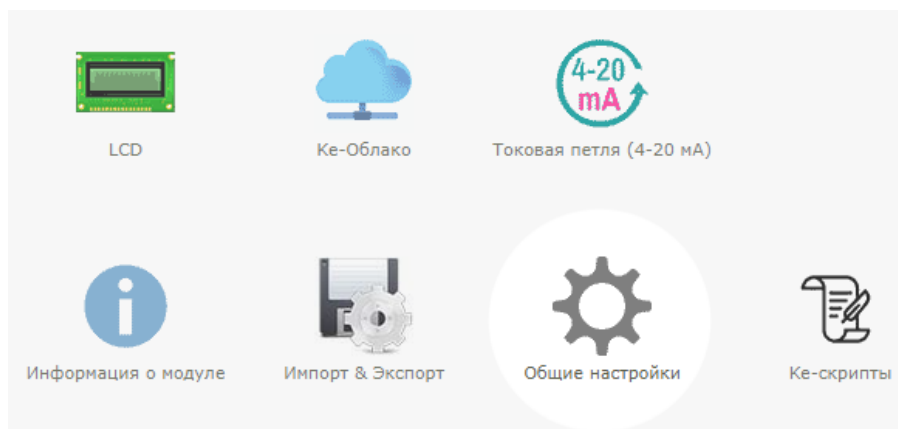 4-20
mA
LCD
Ke-Облако
Токовая петля (4-20 мА)
i
Информация о модуле
Импорт & Экспорт
Общие настройки
Ke-скрипты